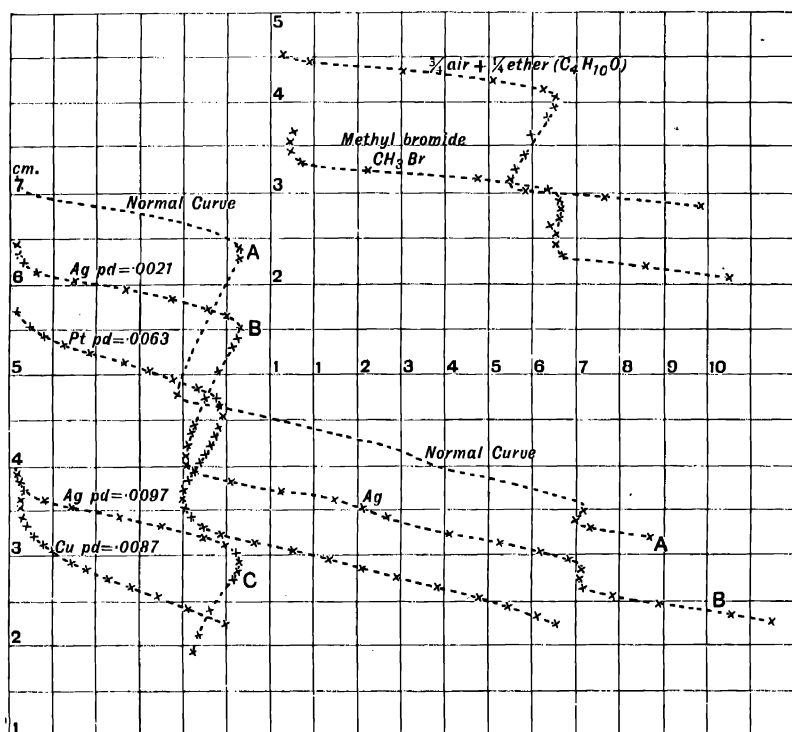 5
¾ air + ¼ ether (C₄H₁₀O)
4
Methyl bromide
CH₃Br
3
cm.
7
Normal Curve
A
Ag pd=·0021
6
2
B
Pt pd=·0063
5
1 1 2 3 4 5 6 7 8 9 10
Normal Curve
4
Ag pd=·0097
Ag
A
3
Cu pd=·0087
C
B
2
1